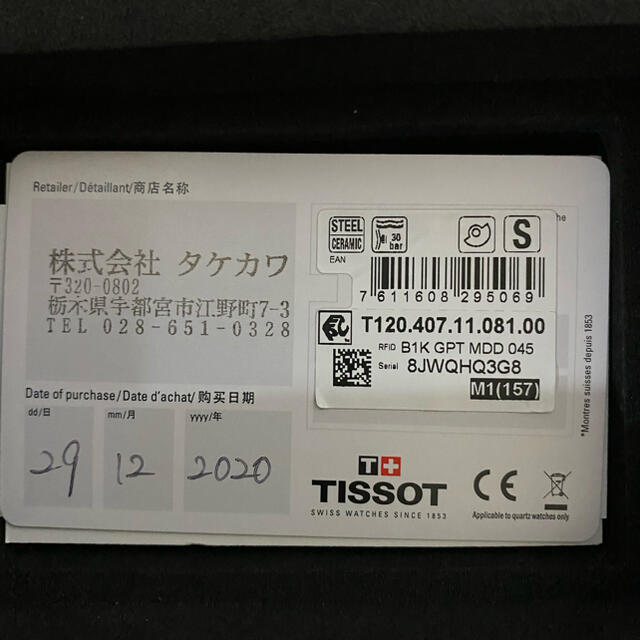 Retailer/Détaillant/商店名称
株式会社 タケカワ
〒320-0802
栃木県宇都宮市江野町7-3
TEL 028-651-0328
Date of purchase/Date d'achat/购买日期
dd/日
mm/月
yyyy/年
29
12
2020
STEEL
CERAMIC
30
bar
S
EAN
7 611608 295069
T120.407.11.081.00
RFID B1K GPT MDD 045
Serial 8JWQHQ3G8
M1(157)
T+
TISSOT
SWISS WATCHES SINCE 1853
CE
Applicable to quartz watches only
*Montres suisses depuis 1853